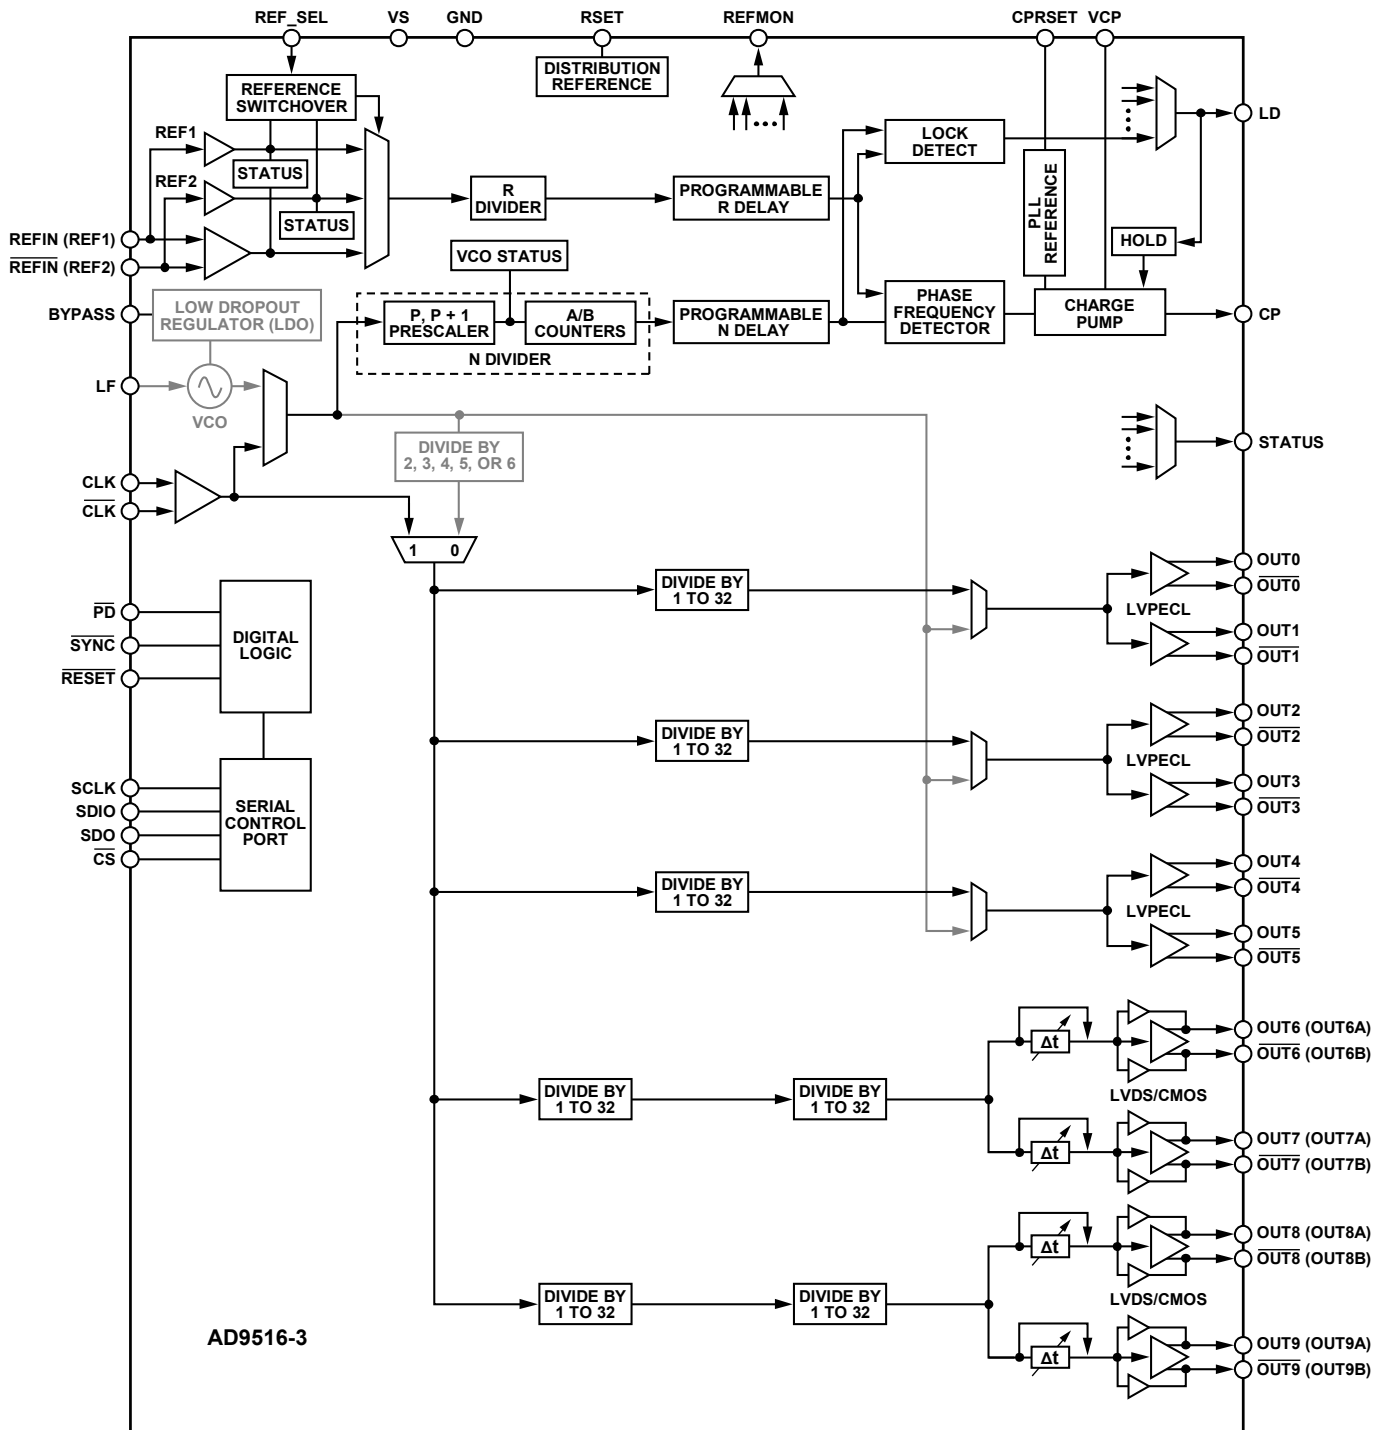 REF_SEL VS GND RSET REFMON CPRSET VCP
DISTRIBUTION
REFERENCE
REFERENCE
SWITCHOVER
LD
REF1
LOCK
DETECT
STATUS
REF2
R
DIVIDER
PROGRAMMABLE
R DELAY
PLL
REFERENCE
STATUS
REFIN (REF1)
REFIN (REF2)
HOLD
VCO STATUS
BYPASS
LOW DROPOUT
REGULATOR (LDO)
P, P + 1
PRESCALER
A/B
COUNTERS
N DIVIDER
PROGRAMMABLE
N DELAY
PHASE
FREQUENCY
DETECTOR
CHARGE
PUMP
CP
LF
VCO
STATUS
DIVIDE BY
2, 3, 4, 5, OR 6
CLK
CLK
1 0
DIVIDE BY
1 TO 32
OUT0
OUT0
LVPECL
OUT1
OUT1
PD
SYNC
RESET
DIGITAL
LOGIC
DIVIDE BY
1 TO 32
OUT2
OUT2
LVPECL
OUT3
OUT3
SCLK
SDIO
SDO
CS
SERIAL
CONTROL
PORT
DIVIDE BY
1 TO 32
OUT4
OUT4
LVPECL
OUT5
OUT5
Δt
OUT6 (OUT6A)
OUT6 (OUT6B)
DIVIDE BY
1 TO 32
DIVIDE BY
1 TO 32
LVDS/CMOS
Δt
OUT7 (OUT7A)
OUT7 (OUT7B)
Δt
OUT8 (OUT8A)
OUT8 (OUT8B)
DIVIDE BY
1 TO 32
DIVIDE BY
1 TO 32
LVDS/CMOS
Δt
OUT9 (OUT9A)
OUT9 (OUT9B)
AD9516-3